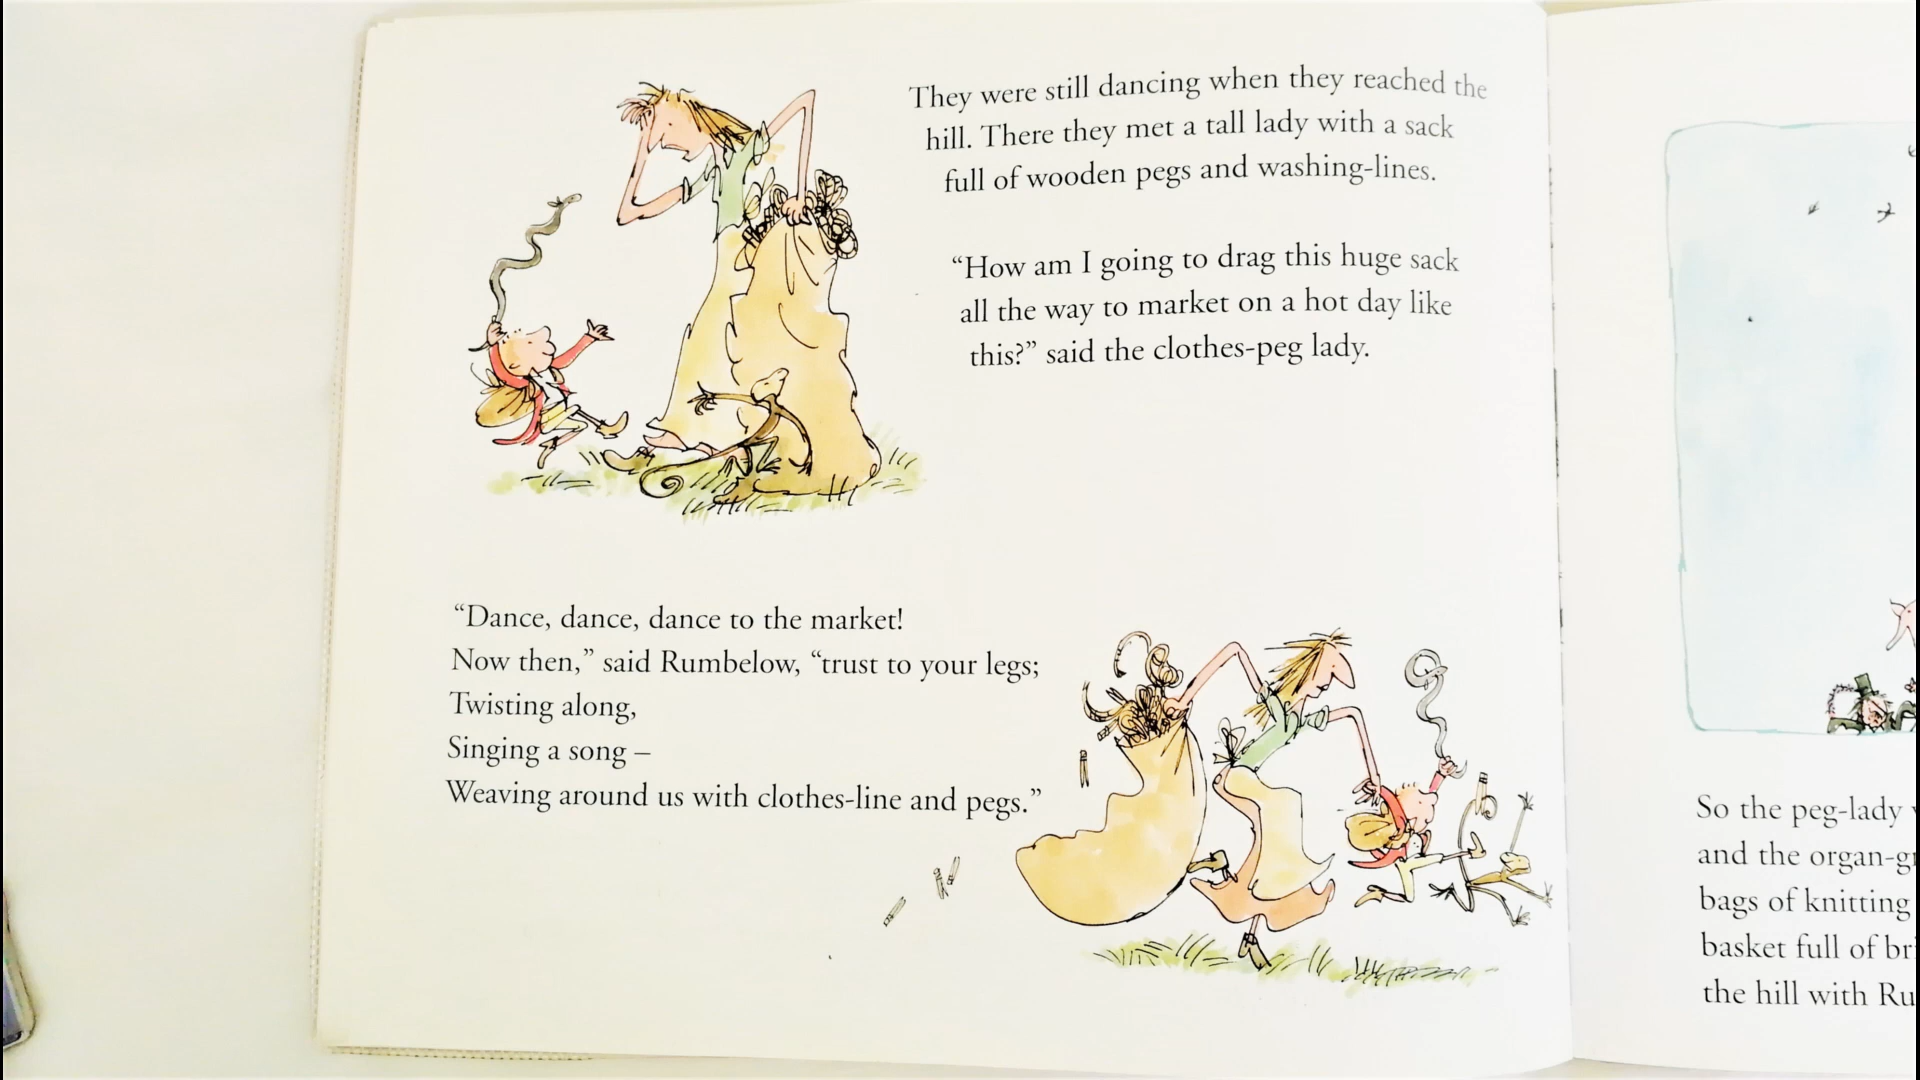 They were still dancing when they reached the
hill. There they met a tall lady with a sack
full of wooden pegs and washing-lines.
“How am I going to drag this huge sack
all the way to market on a hot day like
this?” said the clothes-peg lady.
“Dance, dance, dance to the market!
Now then,” said Rumbelow, “trust to your legs;
Twisting along,
Singing a song –
Weaving around us with clothes-line and pegs.”
So the peg-lady
and the organ-g
bags of knitting
basket full of br
the hill with Ru